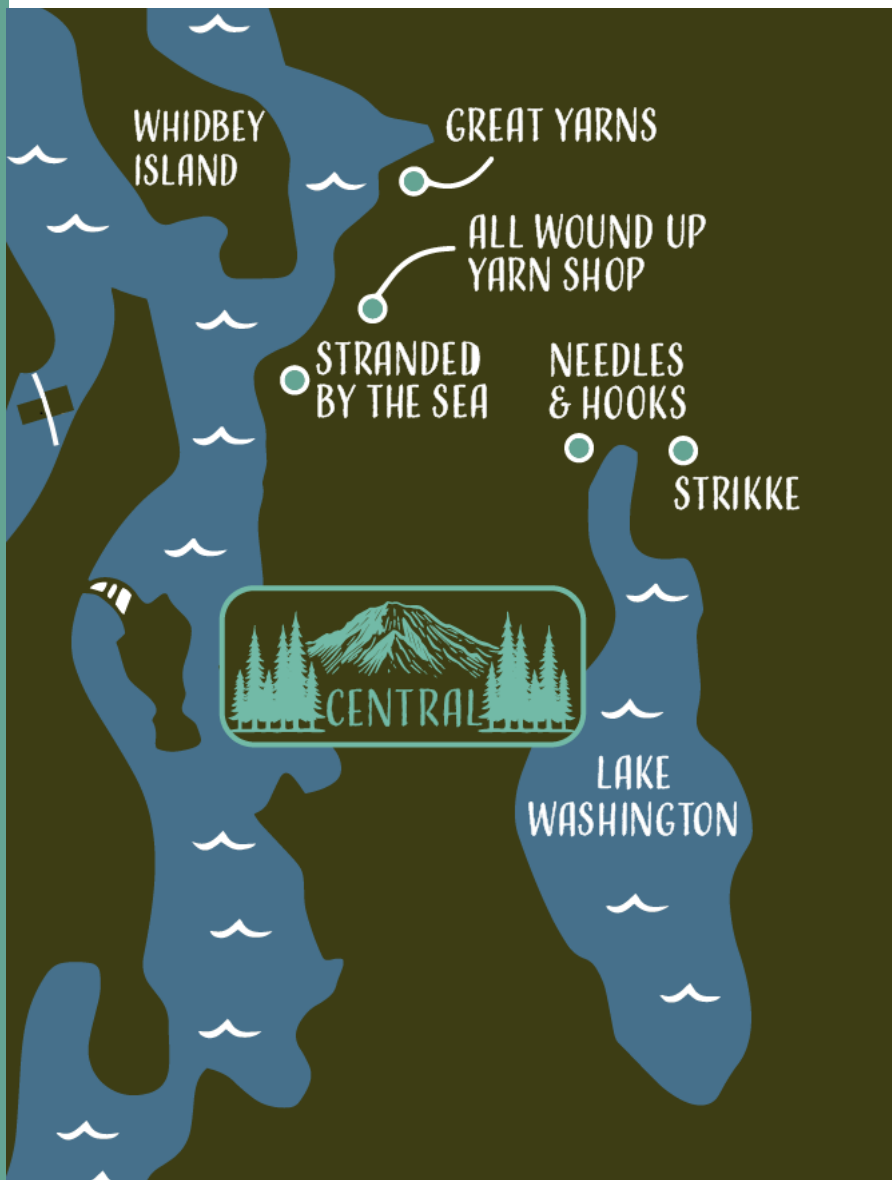 WHIDBEY
ISLAND
GREAT YARNS
ALL WOUND UP
YARN SHOP
STRANDED
BY THE SEA
NEEDLES
& HOOKS
STRIKKE
CENTRAL
LAKE
WASHINGTON